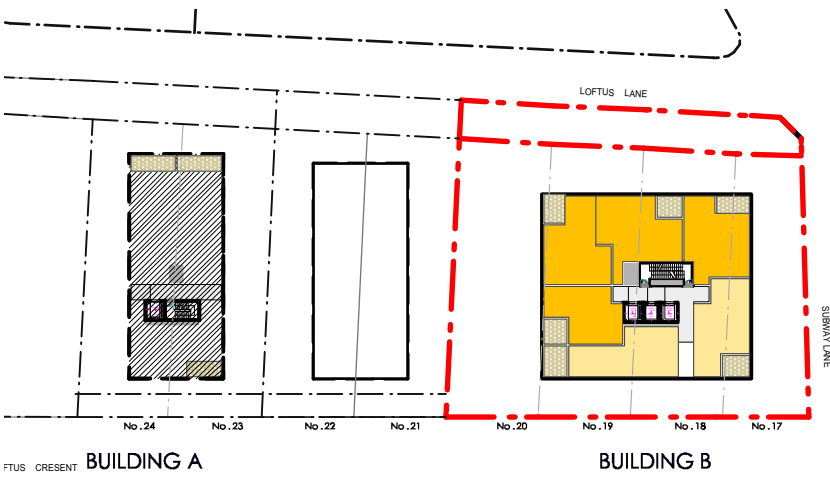 LOFTUS LANE
SUBWAY LANE
No.24 No.23 No.22 No.21 No.20 No.19 No.18 No.17
FTUS CRESENT BUILDING A BUILDING B